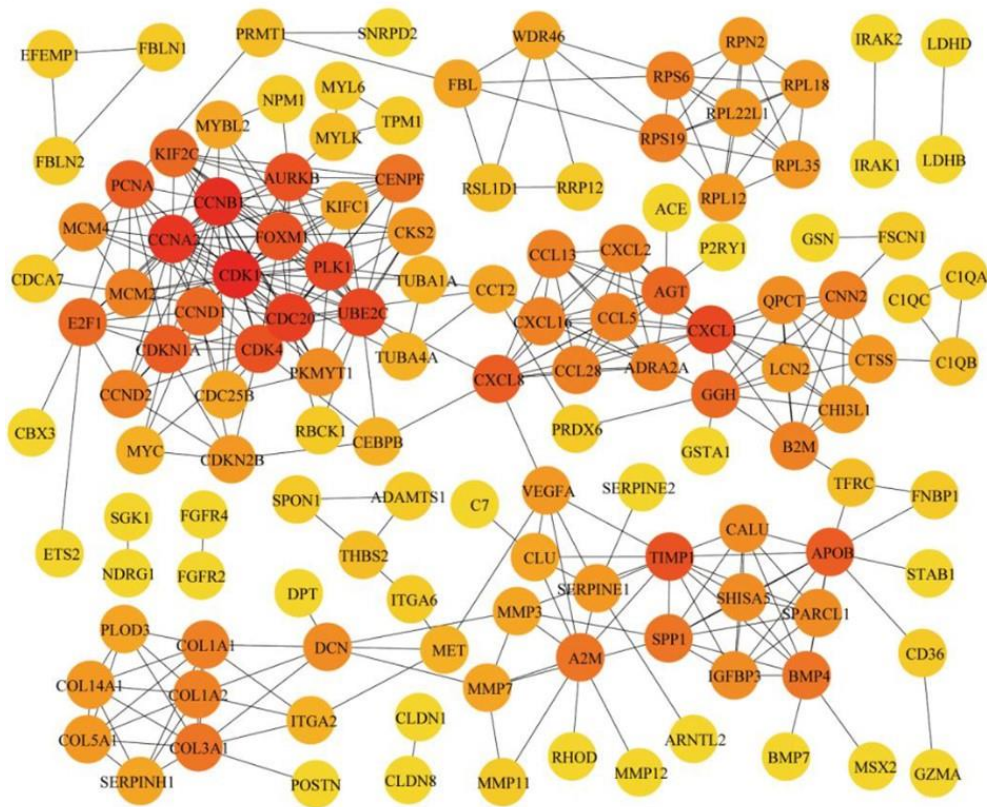 EFEMP1
FBLN1
PRMT1
SNRPD2
WDR46
RPN2
IRAK2
LDHD
FBL
RPS6
RPL18
NPM1
MYL6
MYBL2
MYLK
TPM1
RPL22L1
FBLN2
KIF2C
RPS19
RPL35
IRAK1
LDHB
PCNA
AURKB
CENPF
RSL1D1
RRP12
RPL12
CCNB1
KIFC1
ACE
MCM4
CCNA2
FOXM1
CKS2
CCL13
CXCL2
P2RY1
GSN
FSCN1
CDCA7
CDK1
PLK1
TUBA1A
CCT2
AGT
C1QA
MCM2
QPCT
CNN2
C1QC
E2F1
CCND1
CDC20
UBE2C
CXCL16
CCL5
CXCL1
CDKN1A
CDK4
TUBA4A
LCN2
CTSS
C1QB
CCND2
CDC25B
PKMYT1
CXCL8
CCL28
ADRA2A
GGH
CHI3L1
CBX3
MYC
CDKN2B
RBCK1
CEBPB
PRDX6
GSTA1
B2M
SPON1
ADAMTS1
C7
VEGFA
SERPINE2
TFRC
FNBP1
SGK1
FGFR4
CALU
ETS2
NDRG1
FGFR2
THBS2
CLU
TIMP1
APOB
STAB1
DPT
ITGA6
SERPINE1
SHISA5
SPARCL1
PLOD3
COL1A1
DCN
MMP3
MET
SPP1
CD36
COL14A1
COL1A2
MMP7
A2M
IGFBP3
BMP4
COL5A1
COL3A1
ITGA2
CLDN1
ARNTL2
SERPINH1
POSTN
CLDN8
MMP11
RHOD
MMP12
BMP7
MSX2
GZMA